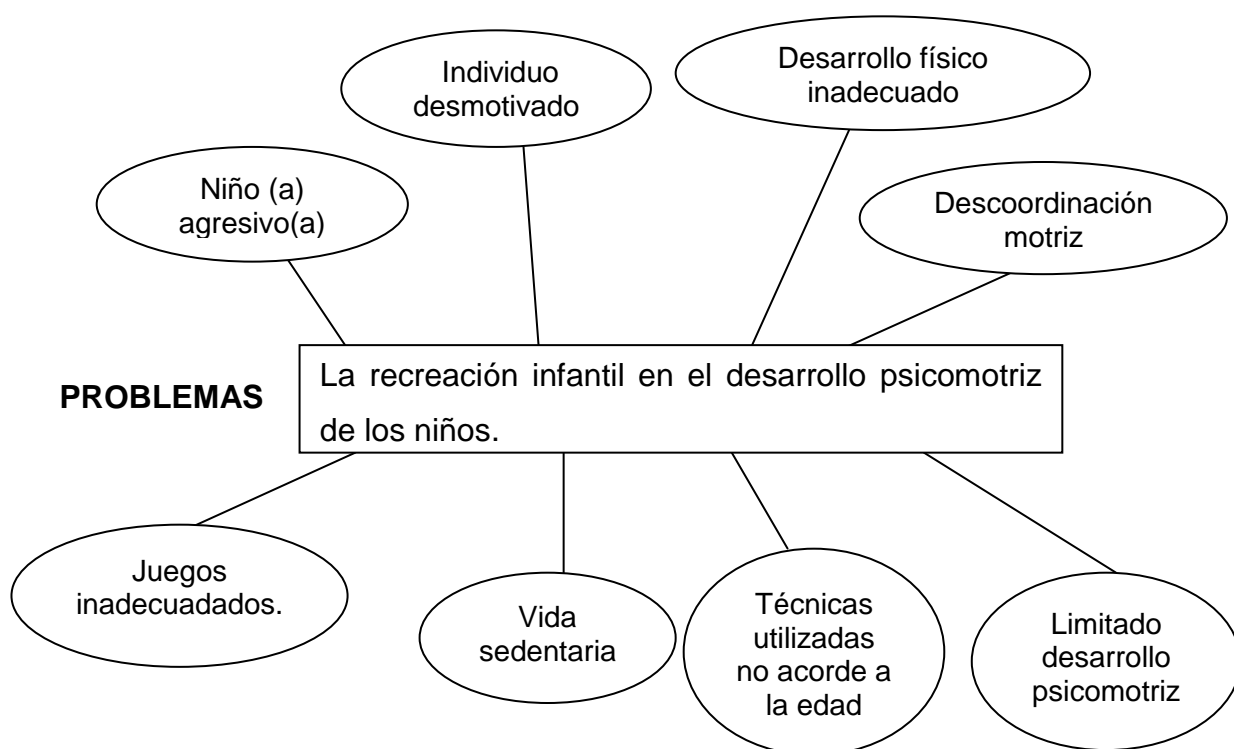 Individuo
desmotivado
Desarrollo físico
inadecuado
Niño (a)
agresivo(a)
Descoordinación
motriz
PROBLEMAS
La recreación infantil en el desarrollo psicomotriz
de los niños.
Juegos
inadecuadados.
Vida
sedentaria
Técnicas
utilizadas
no acorde a
la edad
Limitado
desarrollo
psicomotriz